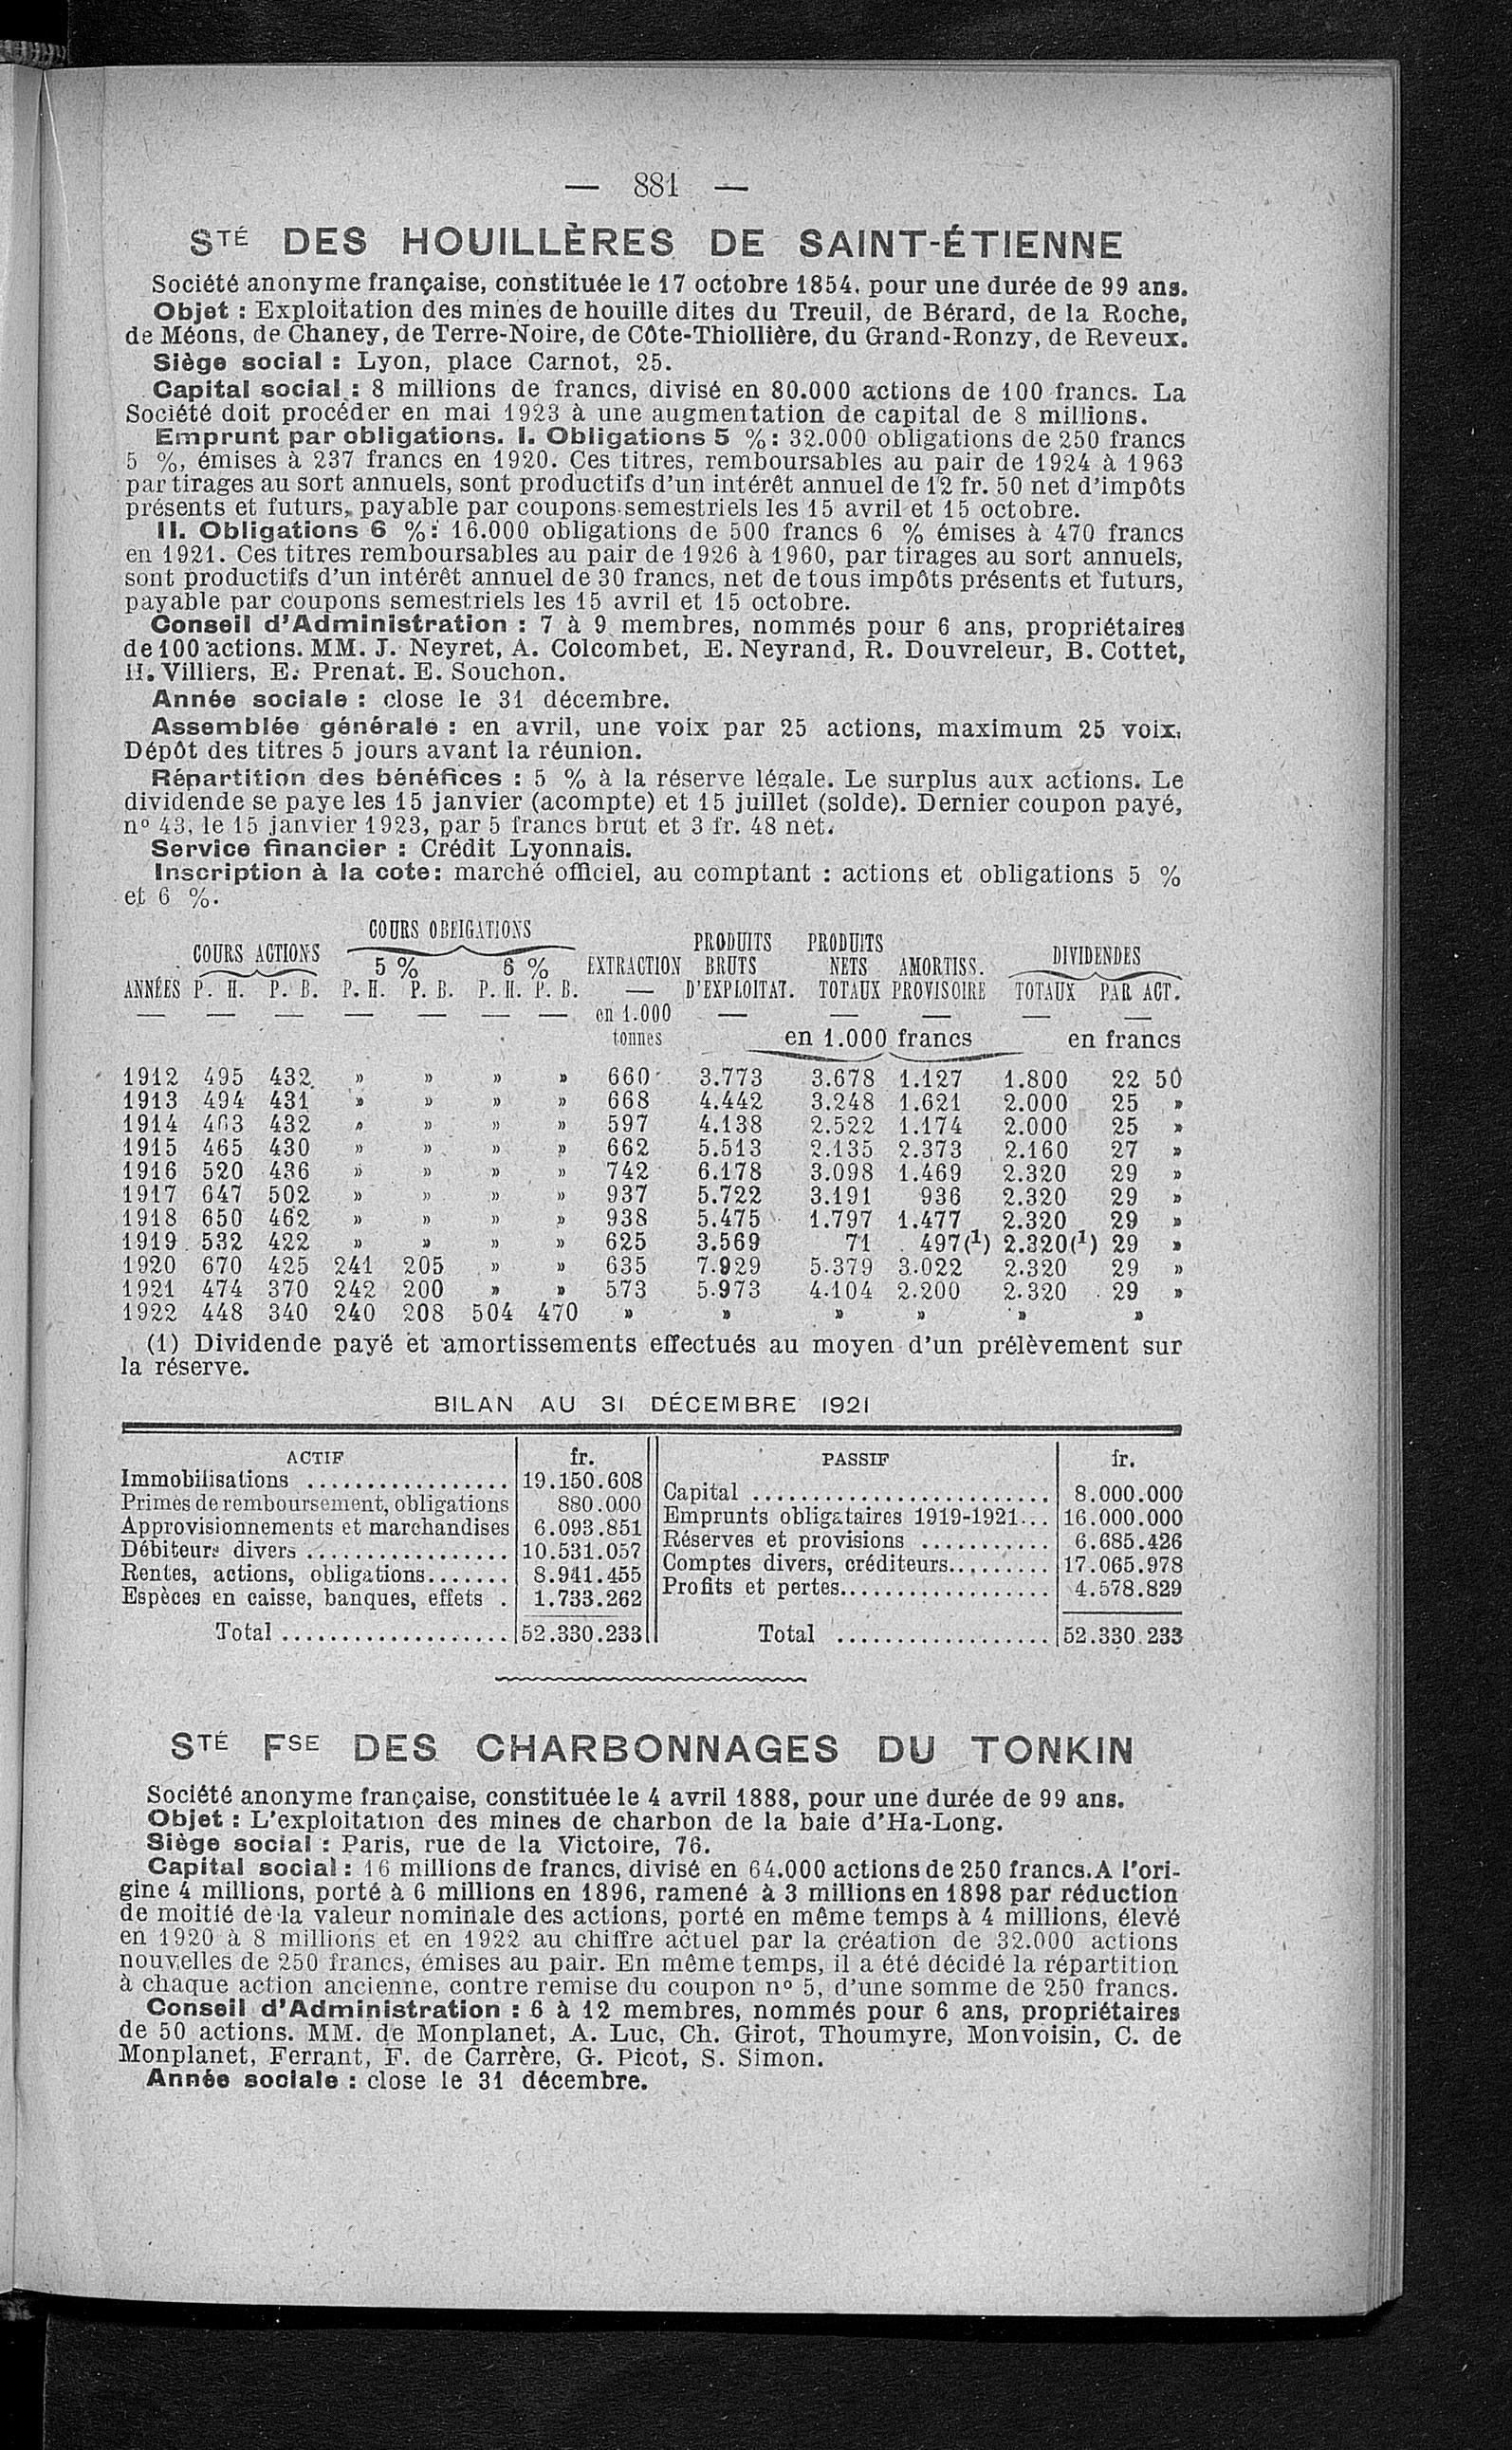 — 881 —
STÉ DES HOUILLÈRES DE SAINT-ÉTIENNE
Société anonyme française, constituée le 17 octobre 1854, pour une durée de 99 ans.
Objet : Exploitation des mines de houille dites du Treuil, de Bérard, de la Roche,
de Méons, de Chaney, de Terre-Noire, de Côte-Thiollière, du Grand-Ronzy, de Reveux.
Siège social : Lyon, place Carnot, 25.
Capital social : 8 millions de francs, divisé en 80.000 actions de 100 francs. La
Société doit procéder en mai 1923 à une augmentation de capital de 8 millions.
Emprunt par obligations. I. Obligations 5 % : 32.000 obligations de 250 francs
5 %, émises à 237 francs en 1920. Ces titres, remboursables au pair de 1924 à 1963
par tirages au sort annuels, sont productifs d'un intérêt annuel de 12 fr. 50 net d'impôts
présents et futurs, payable par coupons semestriels les 15 avril et 15 octobre.
II. Obligations 6 % : 16.000 obligations de 500 francs 6 % émises à 470 francs
en 1921. Ces titres remboursables au pair de 1926 à 1960, par tirages au sort annuels,
sont productifs d'un intérêt annuel de 30 francs, net de tous impôts présents et futurs,
payable par coupons semestriels les 15 avril et 15 octobre.
Conseil d'Administration : 7 à 9 membres, nommés pour 6 ans, propriétaires
de 100 actions. MM. J. Neyret, A. Colcombet, E. Neyrand, R. Douvreleur, B. Cottet,
H. Villiers, E. Prenat. E. Souchon.
Année sociale : close le 31 décembre.
Assemblée générale : en avril, une voix par 25 actions, maximum 25 voix.
Dépôt des titres 5 jours avant la réunion.
Répartition des bénéfices : 5 % à la réserve légale. Le surplus aux actions. Le
dividende se paye les 15 janvier (acompte) et 15 juillet (solde). Dernier coupon payé,
nº 43, le 15 janvier 1923, par 5 francs brut et 3 fr. 48 net.
Service financier : Crédit Lyonnais.
Inscription à la cote : marché officiel, au comptant : actions et obligations 5 %
et 6 %.
COURS OBLIGATIONS
COURS ACTIONS PRODUITS PRODUITS DIVIDENDES
5 % 6 % EXTRACTION BRUTS NETS AMORTISS.
ANNÉES P. H. P. B. P. H. P. B. P. H. P. B. — D'EXPLOITAT. TOTAUX PROVISOIRE TOTAUX PAR ACT.
— — — — — — — en 1.000 — — — — —
tonnes en 1.000 francs en francs
1912 495 432 » » » » 660 3.773 3.678 1.127 1.800 22 50
1913 494 431 » » » » 668 4.442 3.248 1.621 2.000 25 »
1914 463 432 » » » » 597 4.138 2.522 1.174 2.000 25 »
1915 465 430 » » » » 662 5.513 2.135 2.373 2.160 27 »
1916 520 436 » » » » 742 6.178 3.098 1.469 2.320 29 »
1917 647 502 » » » » 937 5.722 3.191 936 2.320 29 »
1918 650 462 » » » » 938 5.475 1.797 1.477 2.320 29 »
1919 532 422 » » » » 625 3.569 71 497(1) 2.320(1) 29 »
1920 670 425 241 205 » » 635 7.929 5.379 3.022 2.320 29 »
1921 474 370 242 200 » » 573 5.973 4.104 2.200 2.320 29 »
1922 448 340 240 208 504 470 » » » » » »
(1) Dividende payé et amortissements effectués au moyen d'un prélèvement sur
la réserve.
BILAN AU 31 DÉCEMBRE 1921
ACTIF fr.
Immobilisations ................. 19.150.608
Primes de remboursement, obligations 880.000
Approvisionnements et marchandises 6.093.851
Débiteurs divers ................. 10.531.057
Rentes, actions, obligations....... 8.941.455
Espèces en caisse, banques, effets . 1.733.262
Total ................... 52.330.233
PASSIF fr.
Capital ......................... 8.000.000
Emprunts obligataires 1919-1921... 16.000.000
Réserves et provisions ........... 6.685.426
Comptes divers, créditeurs......... 17.065.978
Profits et pertes.................. 4.578.829
Total .................. 52.330.233
STÉ FSE DES CHARBONNAGES DU TONKIN
Société anonyme française, constituée le 4 avril 1888, pour une durée de 99 ans.
Objet : L'exploitation des mines de charbon de la baie d'Ha-Long.
Siège social : Paris, rue de la Victoire, 76.
Capital social : 16 millions de francs, divisé en 64.000 actions de 250 francs. A l'ori-
gine 4 millions, porté à 6 millions en 1896, ramené à 3 millions en 1898 par réduction
de moitié de la valeur nominale des actions, porté en même temps à 4 millions, élevé
en 1920 à 8 millions et en 1922 au chiffre actuel par la création de 32.000 actions
nouvelles de 250 francs, émises au pair. En même temps, il a été décidé la répartition
à chaque action ancienne, contre remise du coupon nº 5, d'une somme de 250 francs.
Conseil d'Administration : 6 à 12 membres, nommés pour 6 ans, propriétaires
de 50 actions. MM. de Monplanet, A. Luc, Ch. Girot, Thoumyre, Monvoisin, C. de
Monplanet, Ferrant, F. de Carrère, G. Picot, S. Simon.
Année sociale : close le 31 décembre.